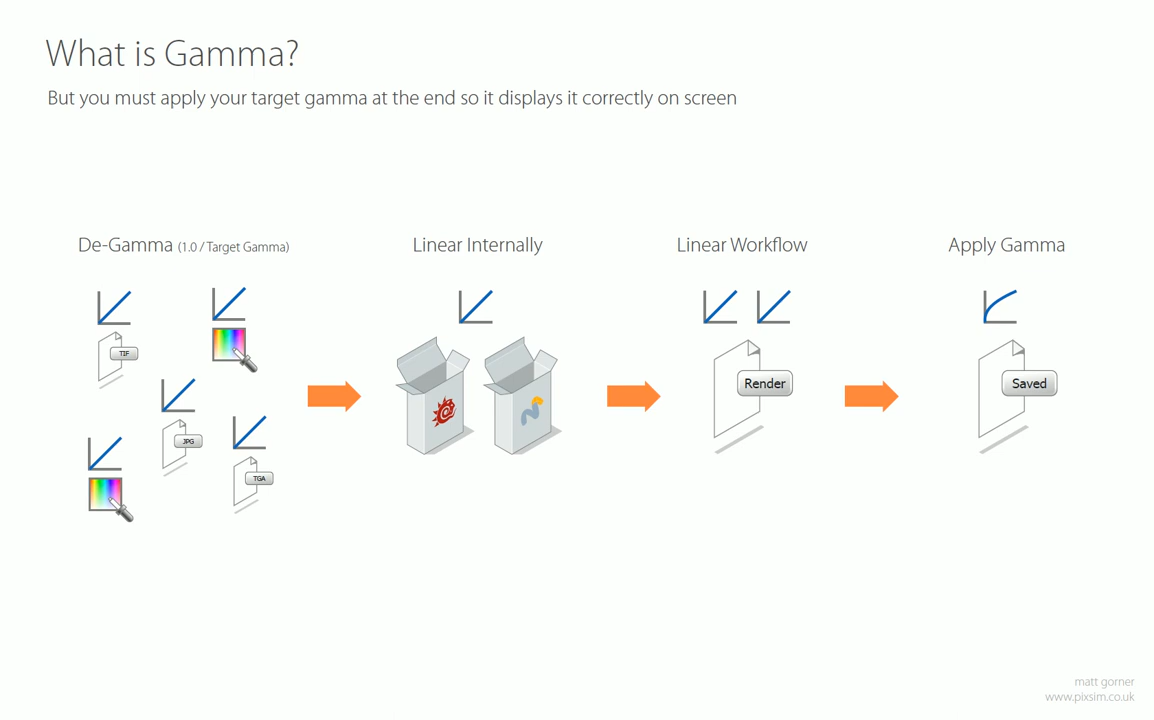 What is Gamma?
But you must apply your target gamma at the end so it displays it correctly on screen
De-Gamma (1.0 / Target Gamma)
Linear Internally
Linear Workflow
Apply Gamma
TIF
JPG
TGA
Render
Saved
matt gorner
www.pixsim.co.uk